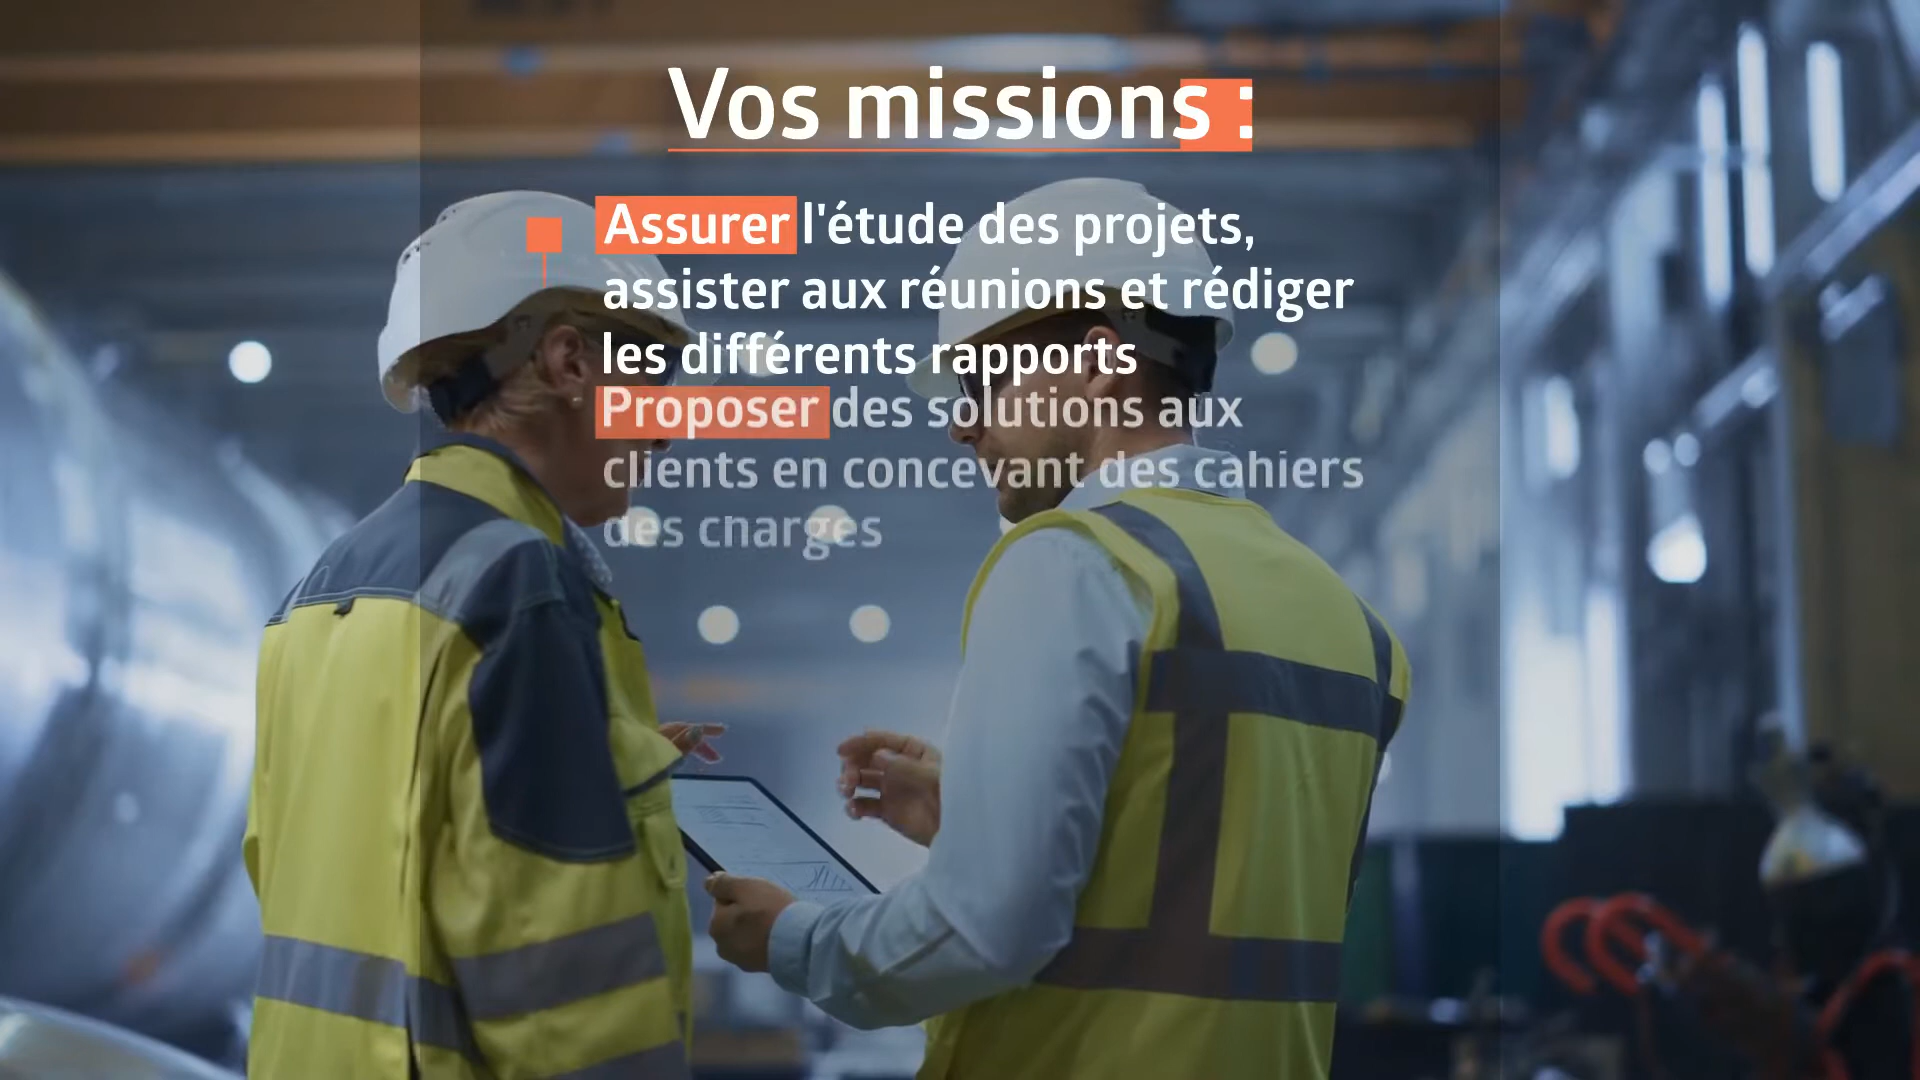 Vos missions :
Assurer l'étude des projets,
assister aux réunions et rédiger
les différents rapports
Proposer des solutions aux
clients en concevant des cahiers
des charges